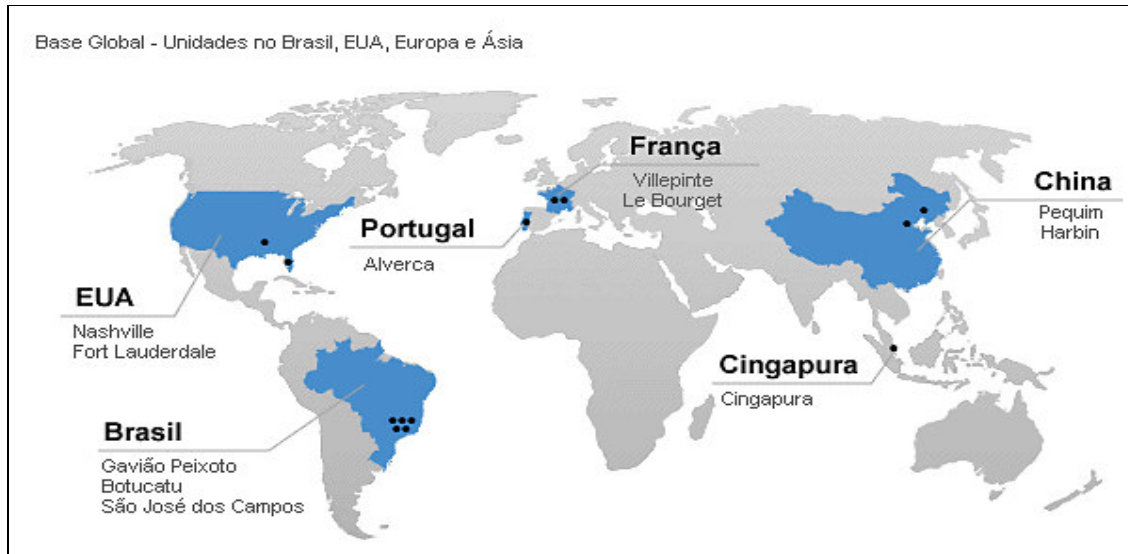 Base Global - Unidades no Brasil, EUA, Europa e Ásia
França
Villepinte
Le Bourget
China
Pequim
Harbin
Portugal
Alverca
EUA
Nashville
Fort Lauderdale
Cingapura
Cingapura
Brasil
Gavião Peixoto
Botucatu
São José dos Campos